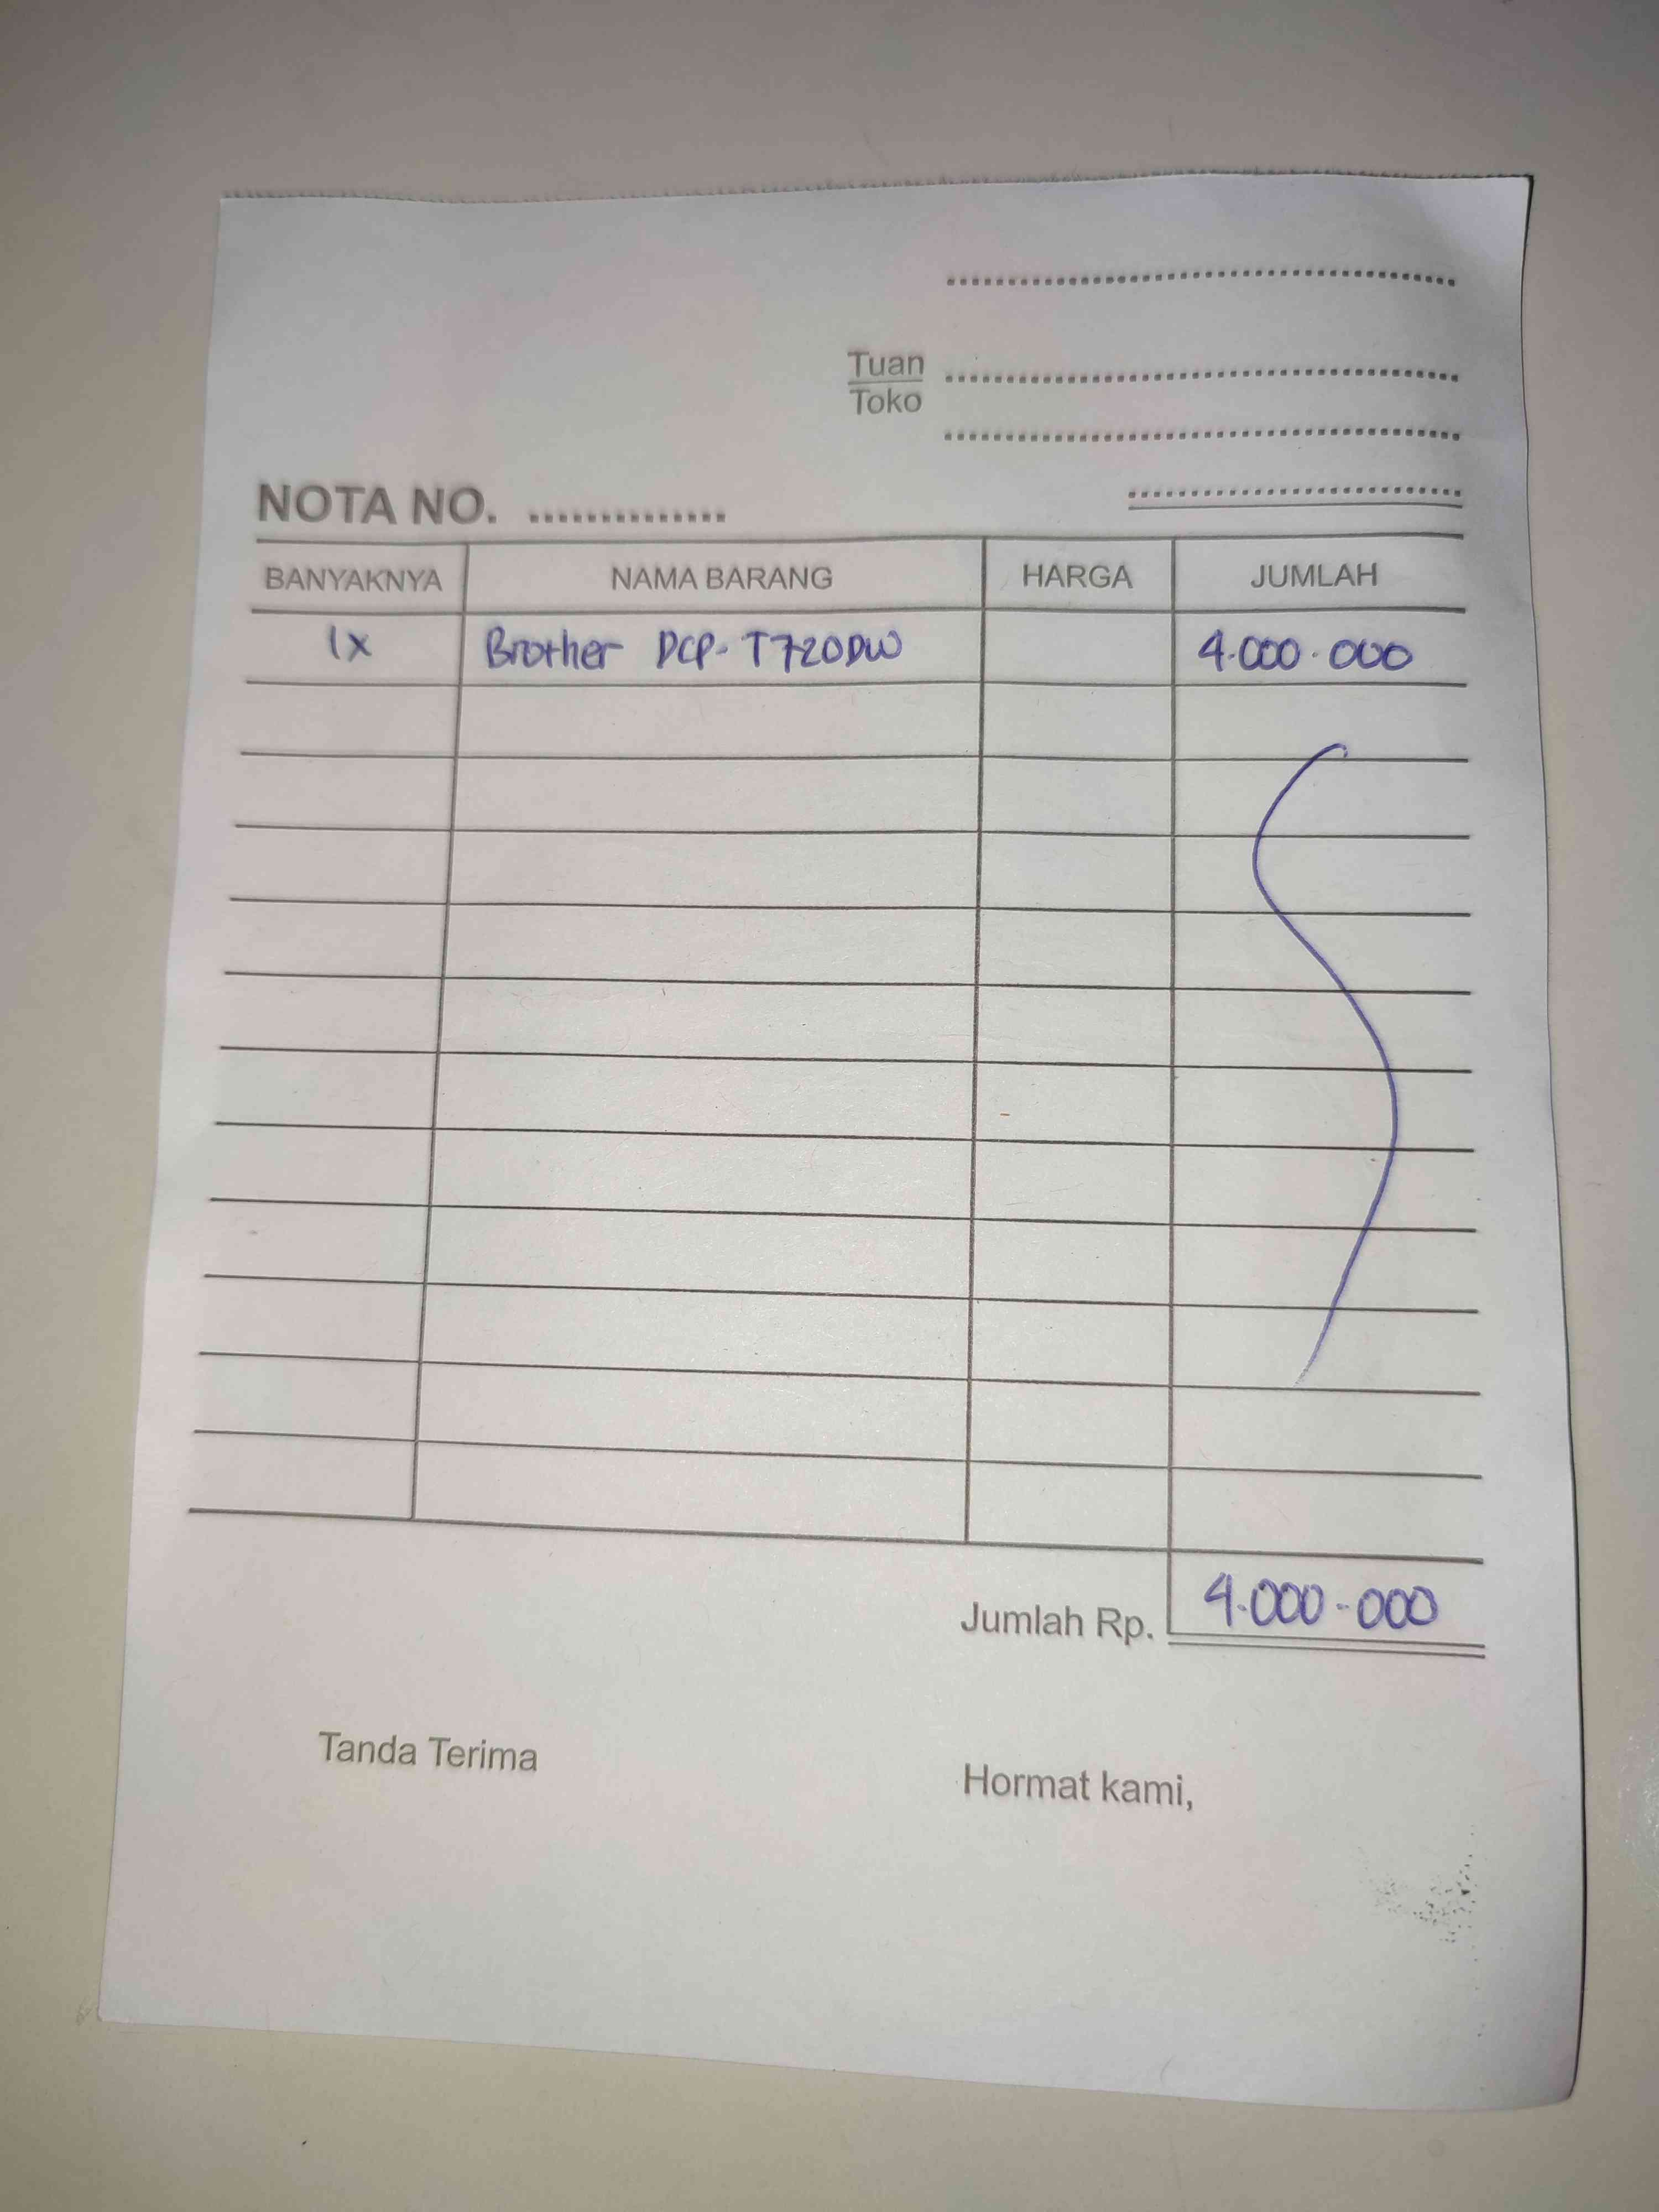 Tuan
Toko
NOTA NO. ..............
BANYAKNYA NAMA BARANG HARGA JUMLAH
1x Brother DCP-T720DW 4.000.000
Jumlah Rp. 4.000.000
Tanda Terima
Hormat kami,